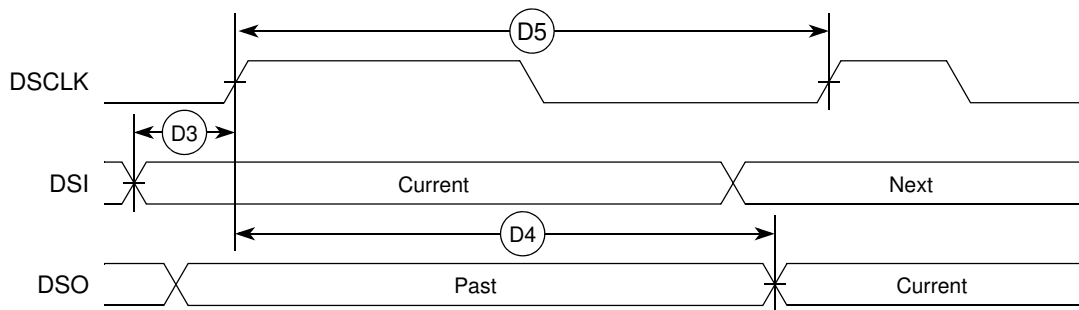 D5
DSCLK
D3
DSI Current Next
D4
DSO Past Current